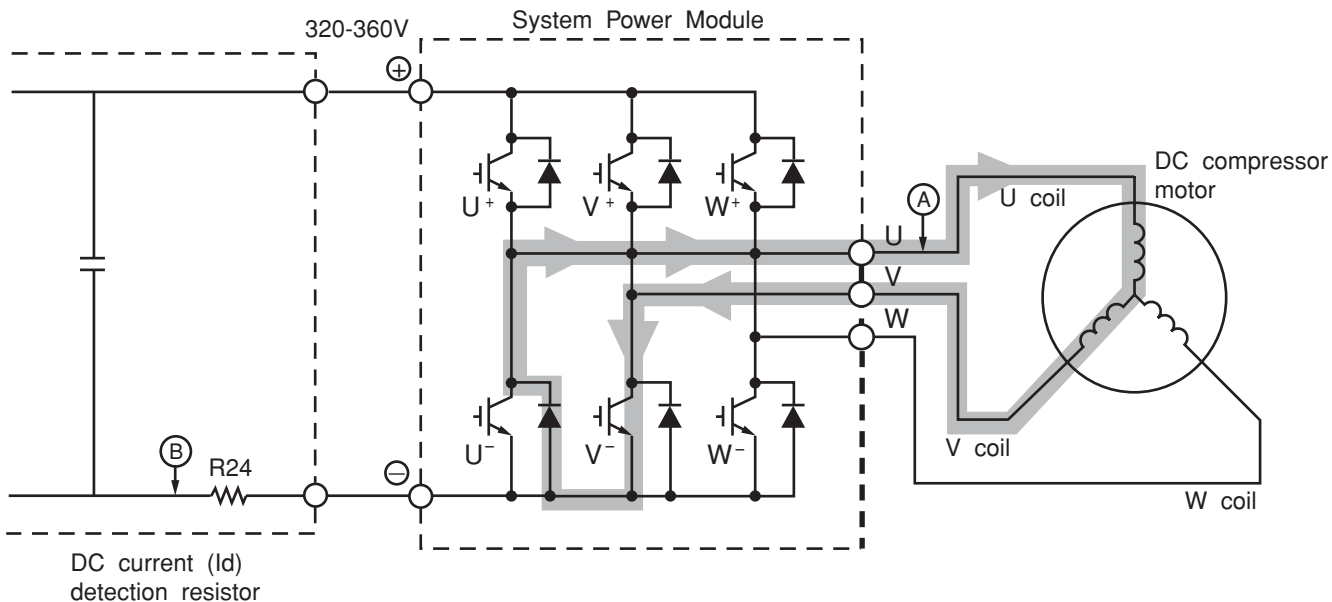 System Power Module
320-360V
+
U+
V+
W+
A
U
V
W
U coil
DC compressor
motor
B
R24
−
U−
V−
W−
V coil
W coil
DC current (Id)
detection resistor